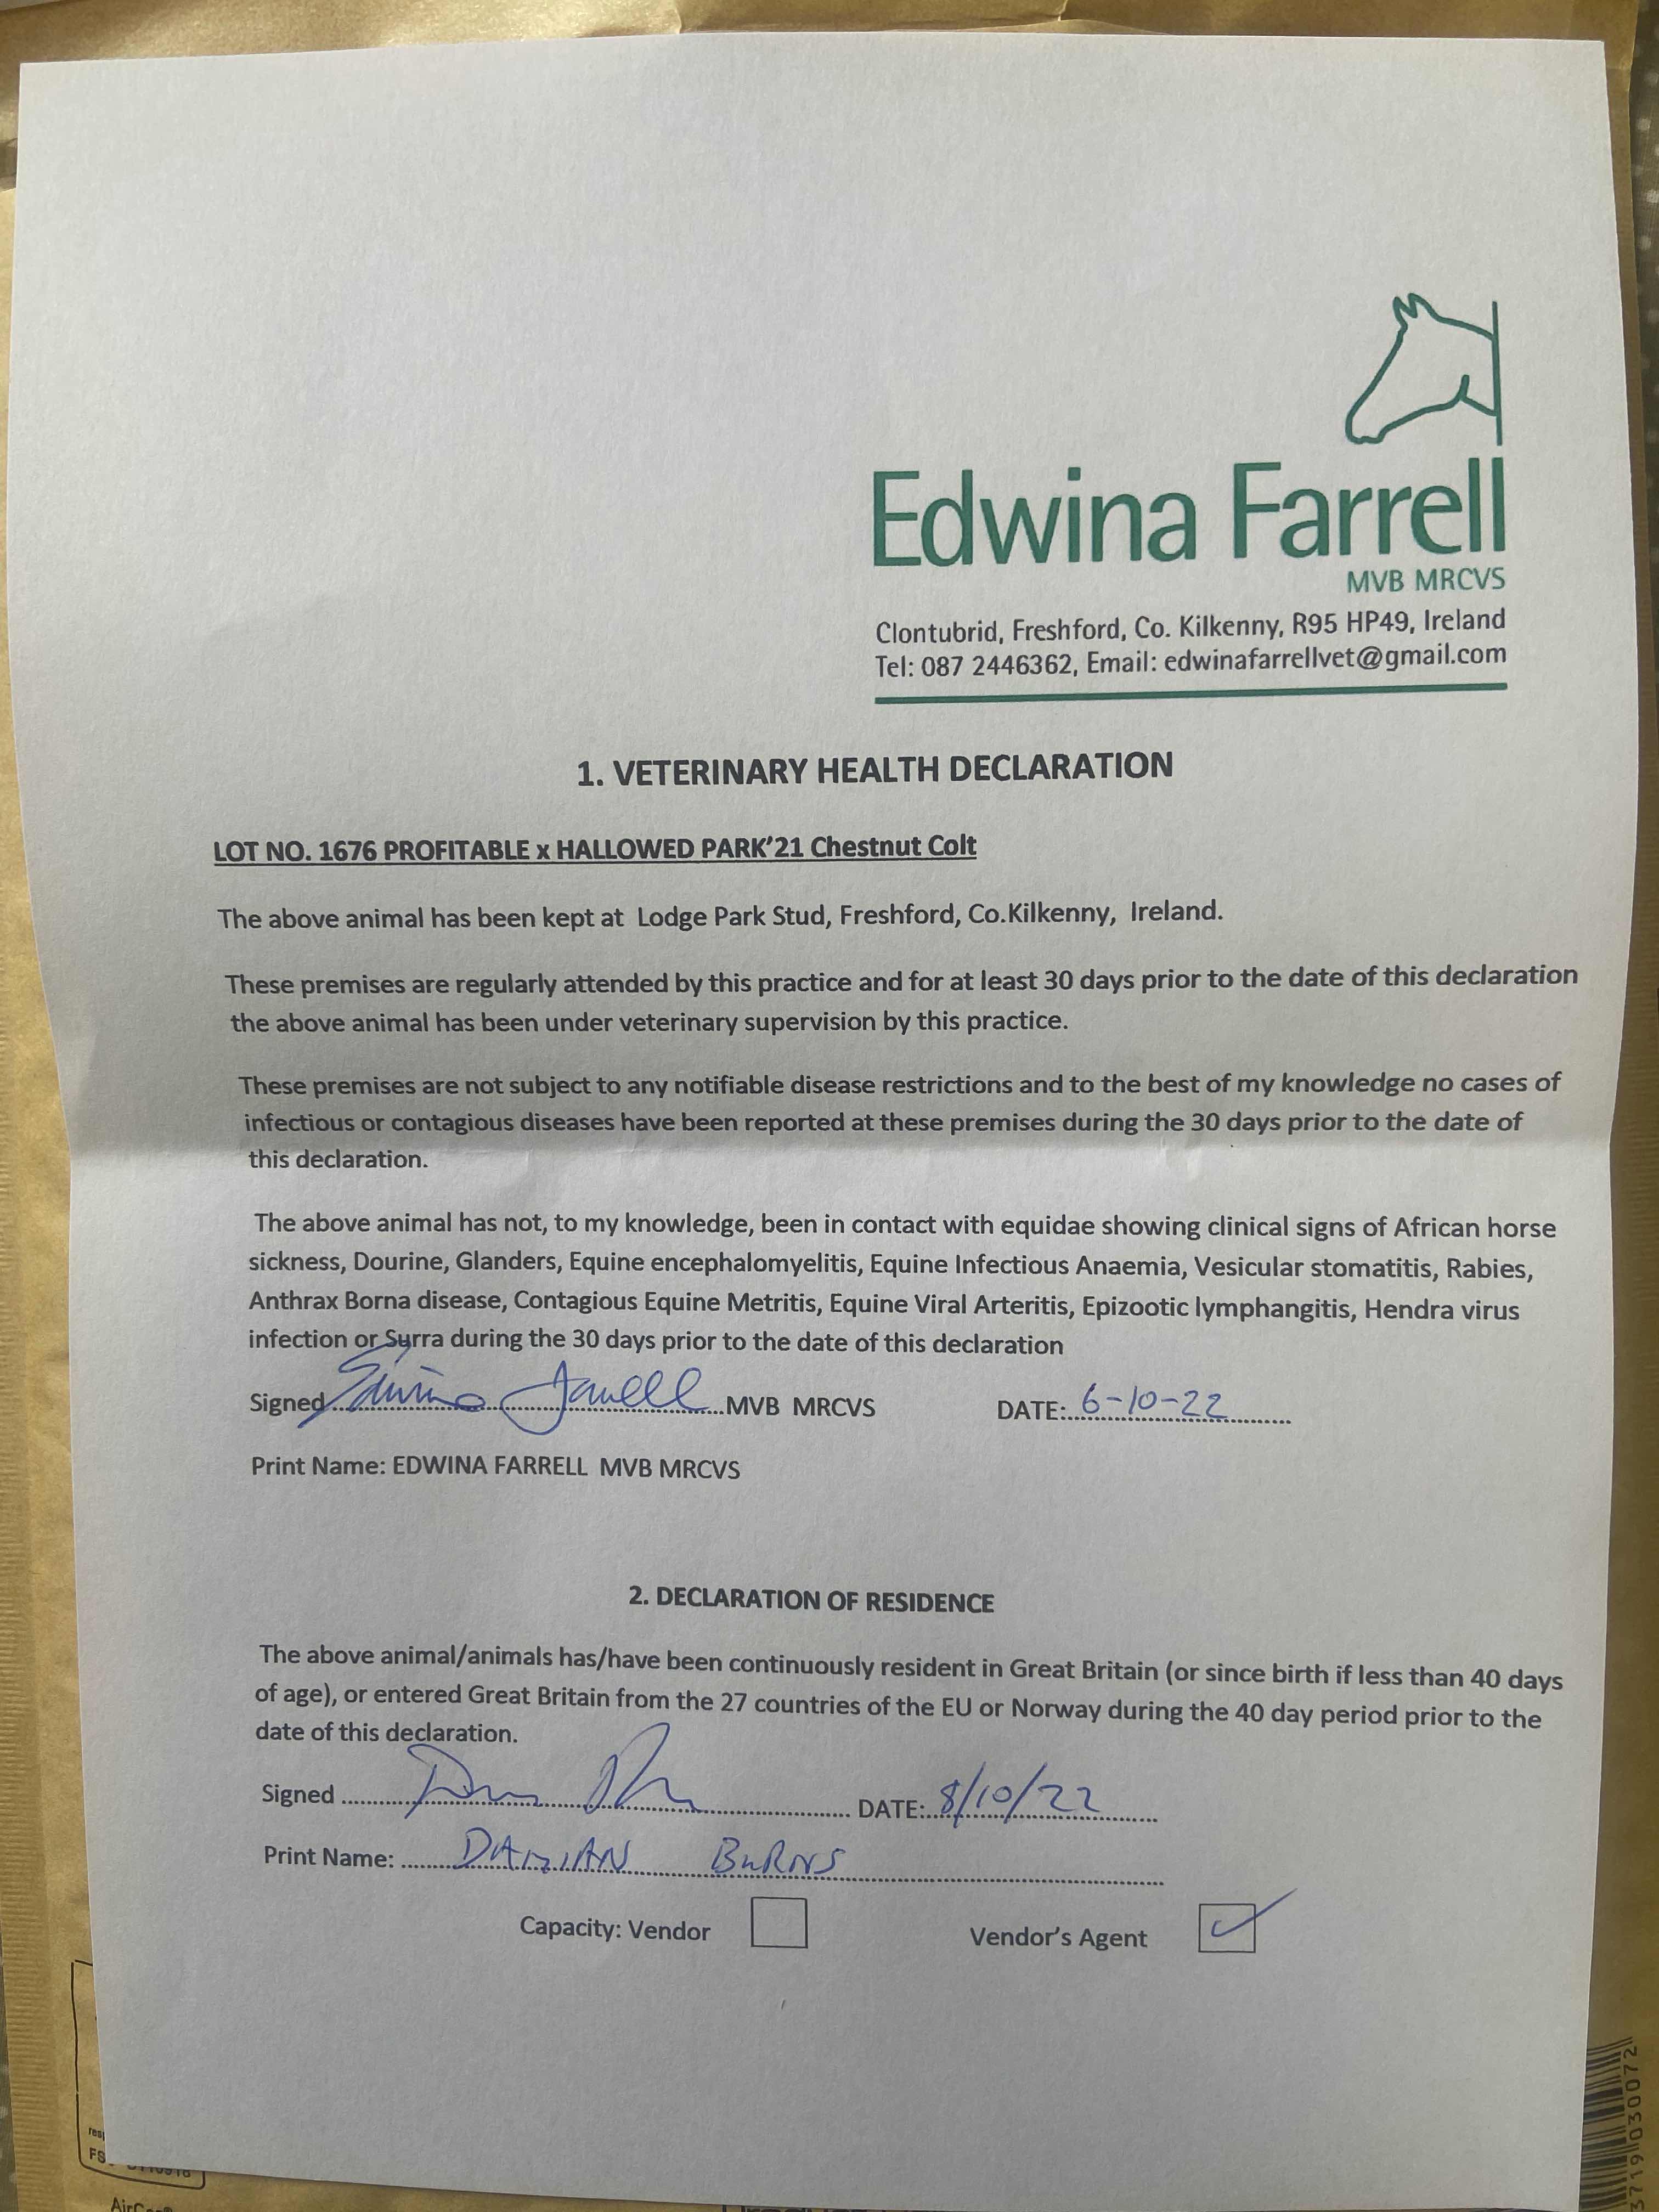 Edwina Farrell
MVB MRCVS
Clontubrid, Freshford, Co. Kilkenny, R95 HP49, Ireland
Tel: 087 2446362, Email: edwinafarrellvet@gmail.com
1. VETERINARY HEALTH DECLARATION
LOT NO. 1676 PROFITABLE x HALLOWED PARK'21 Chestnut Colt
The above animal has been kept at Lodge Park Stud, Freshford, Co.Kilkenny, Ireland.
These premises are regularly attended by this practice and for at least 30 days prior to the date of this declaration
the above animal has been under veterinary supervision by this practice.
These premises are not subject to any notifiable disease restrictions and to the best of my knowledge no cases of
infectious or contagious diseases have been reported at these premises during the 30 days prior to the date of
this declaration.
The above animal has not, to my knowledge, been in contact with equidae showing clinical signs of African horse
sickness, Dourine, Glanders, Equine encephalomyelitis, Equine Infectious Anaemia, Vesicular stomatitis, Rabies,
Anthrax Borna disease, Contagious Equine Metritis, Equine Viral Arteritis, Epizootic lymphangitis, Hendra virus
infection or Syrra during the 30 days prior to the date of this declaration
Signed Edwina Farrell MVB MRCVS DATE: 6-10-22
Print Name: EDWINA FARRELL MVB MRCVS
2. DECLARATION OF RESIDENCE
The above animal/animals has/have been continuously resident in Great Britain (or since birth if less than 40 days
of age), or entered Great Britain from the 27 countries of the EU or Norway during the 40 day period prior to the
date of this declaration.
Signed DATE: 8/10/22
Print Name: DAMIAN BURNS
Capacity: Vendor Vendor's Agent
3719030072